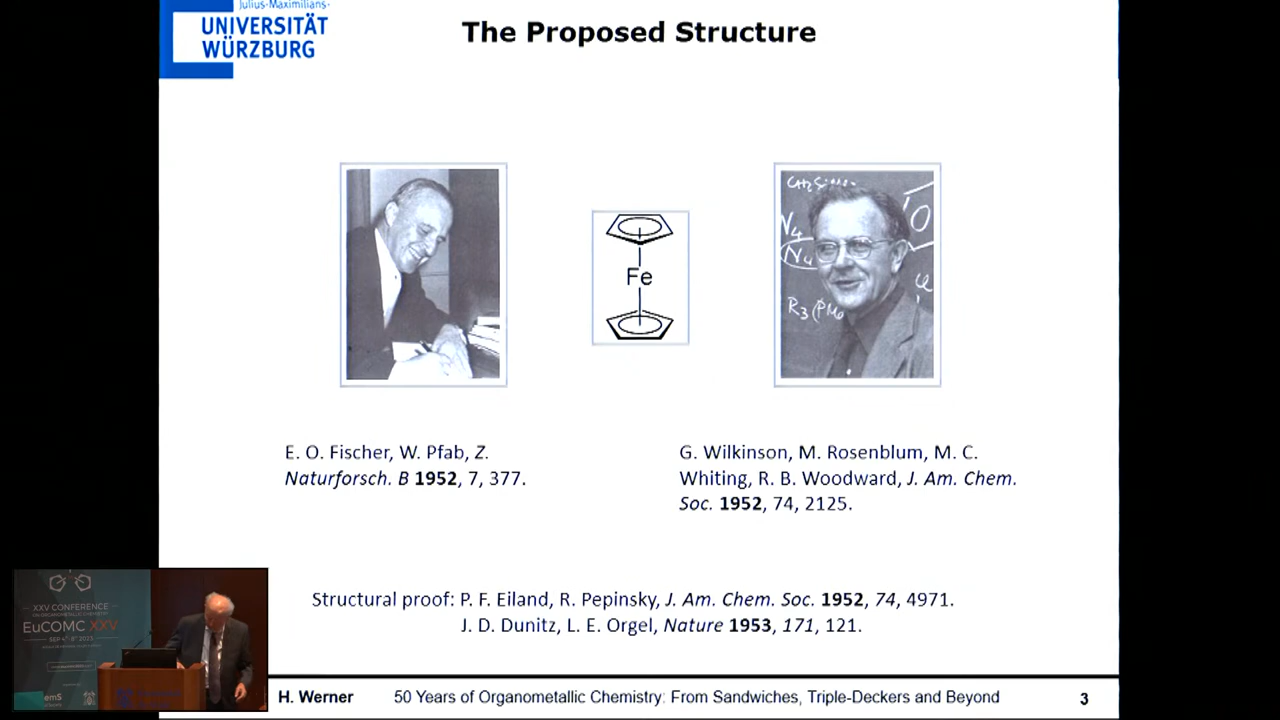 Julius-Maximilians-
UNIVERSITÄT
WÜRZBURG
The Proposed Structure
Fe
N4
R3(PMe
E. O. Fischer, W. Pfab, Z.
Naturforsch. B 1952, 7, 377.
G. Wilkinson, M. Rosenblum, M. C.
Whiting, R. B. Woodward, J. Am. Chem.
Soc. 1952, 74, 2125.
Structural proof: P. F. Eiland, R. Pepinsky, J. Am. Chem. Soc. 1952, 74, 4971.
J. D. Dunitz, L. E. Orgel, Nature 1953, 171, 121.
XXV CONFERENCE
EuCOMC XXV
H. Werner
50 Years of Organometallic Chemistry: From Sandwiches, Triple-Deckers and Beyond
3